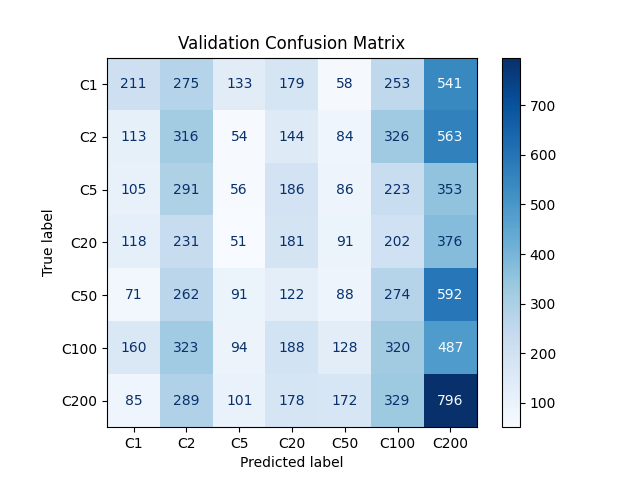 Validation Confusion Matrix
C1 211 275 133 179 58 253 541
C2 113 316 54 144 84 326 563
C5 105 291 56 186 86 223 353
C20 118 231 51 181 91 202 376
C50 71 262 91 122 88 274 592
C100 160 323 94 188 128 320 487
C200 85 289 101 178 172 329 796
C1 C2 C5 C20 C50 C100 C200
Predicted label
True label
700
600
500
400
300
200
100